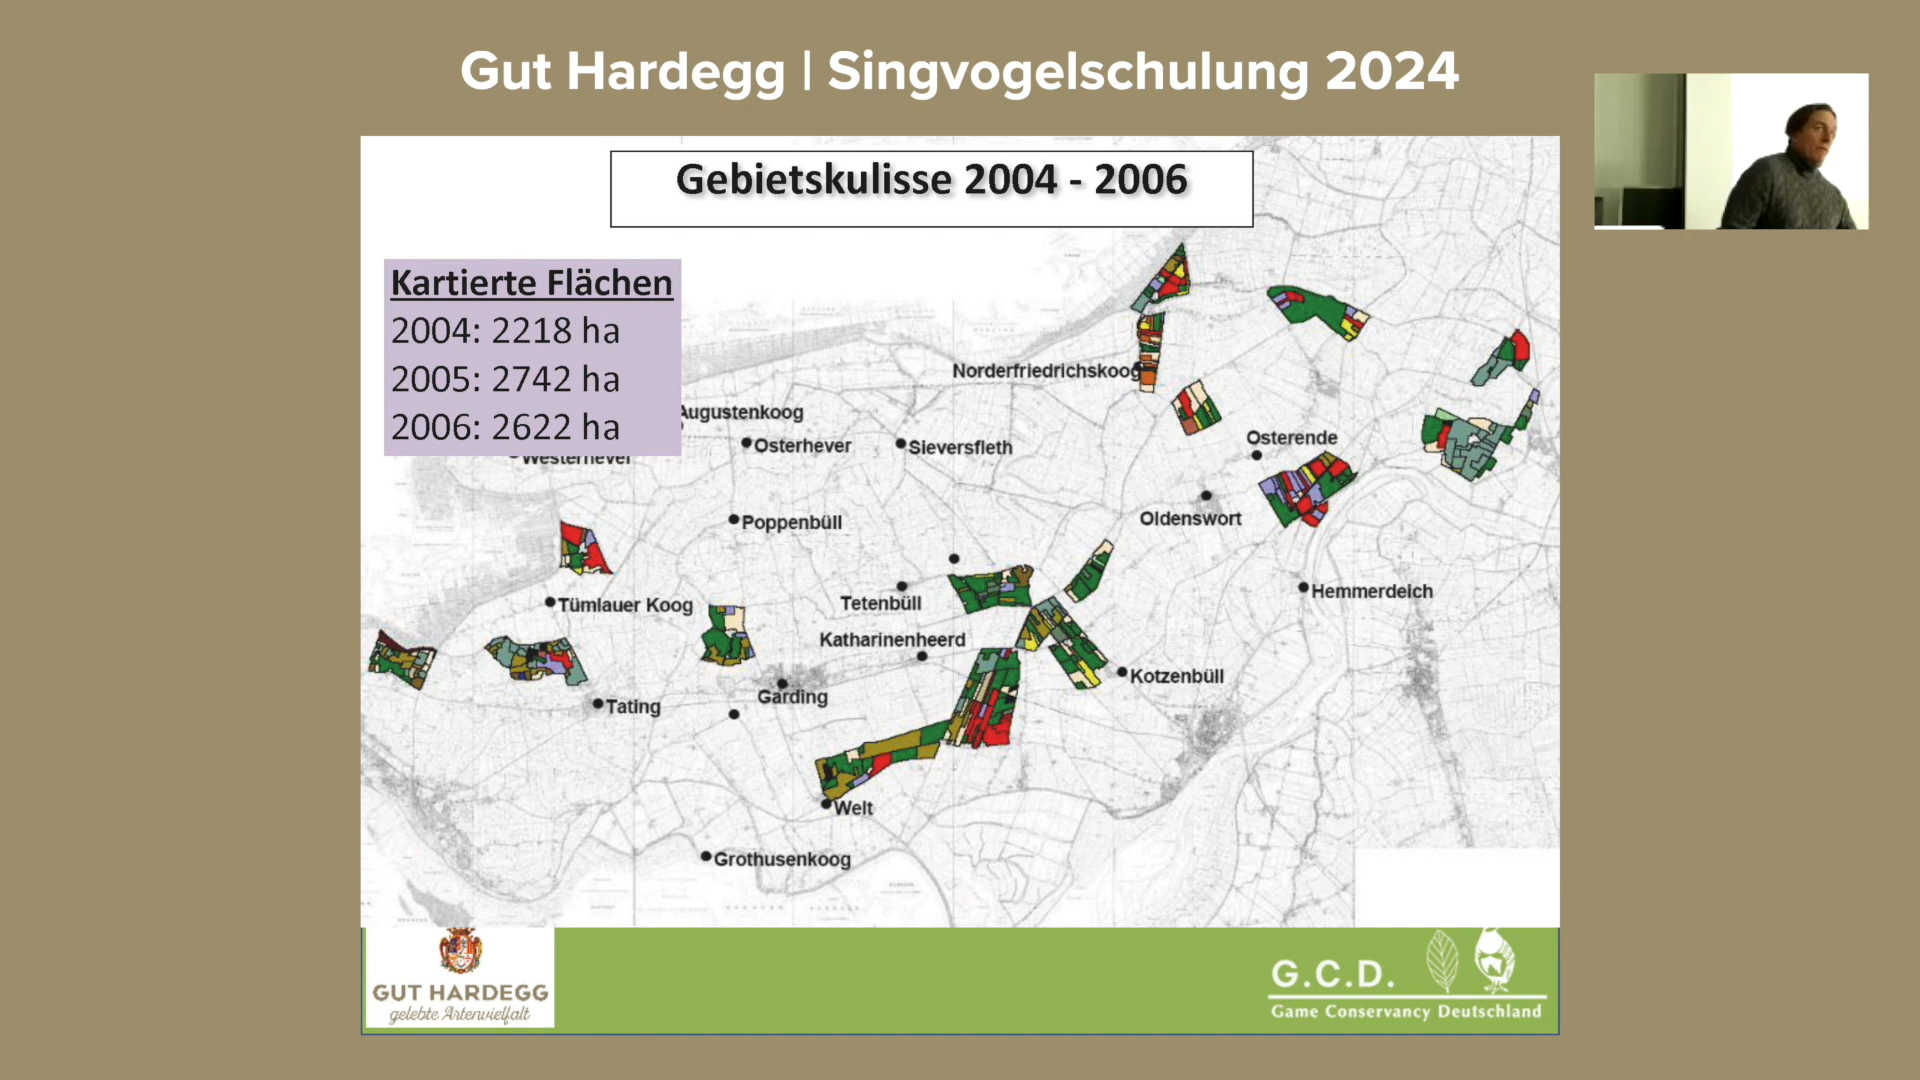 Gut Hardegg | Singvogelschulung 2024
Gebietskulisse 2004 - 2006
Kartierte Flächen
2004: 2218 ha
2005: 2742 ha
2006: 2622 ha
Norderfriedrichskoog
Augustenkoog
Osterhever
Sieversfleth
Osterende
Westerhever
Poppenbüll
Oldenswort
Hemmerdeich
Tetenbüll
Tümlauer Koog
Katharinenheerd
Kotzenbüll
Garding
Tating
Welt
Grothusenkoog
GUT HARDEGG
gelebte Artenvielfalt
G.C.D.
Game Conservancy Deutschland